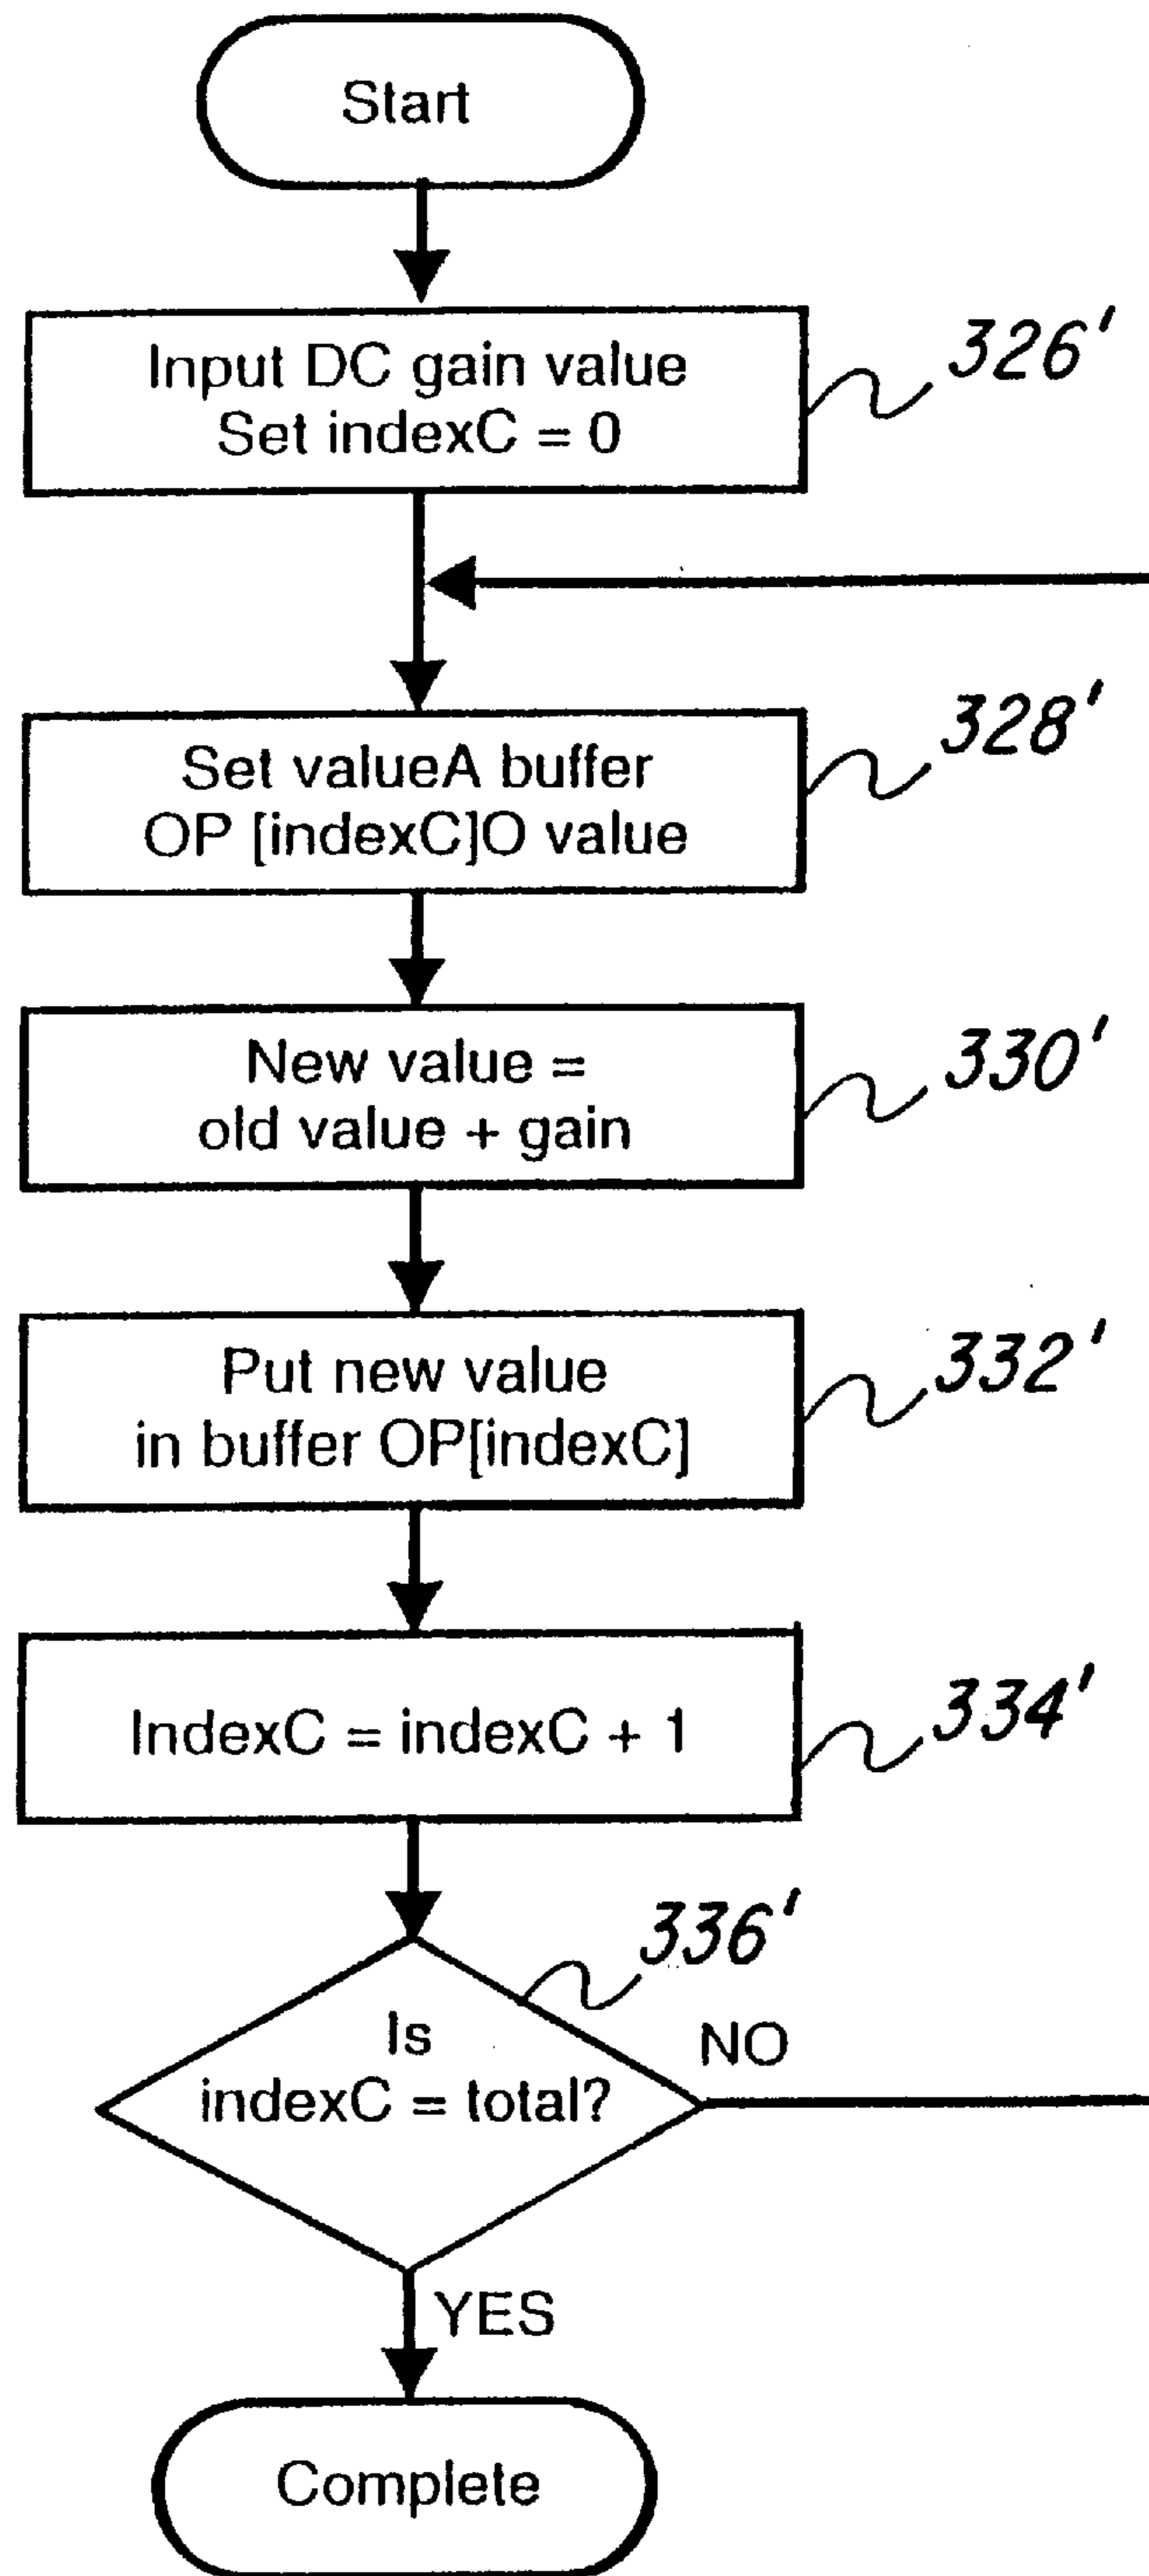 Start
Input DC gain value
Set indexC = 0
326'
Set valueA buffer
OP [indexC]O value
328'
New value =
old value + gain
330'
Put new value
in buffer OP[indexC]
332'
IndexC = indexC + 1
334'
336'
Is
indexC = total?
NO
YES
Complete